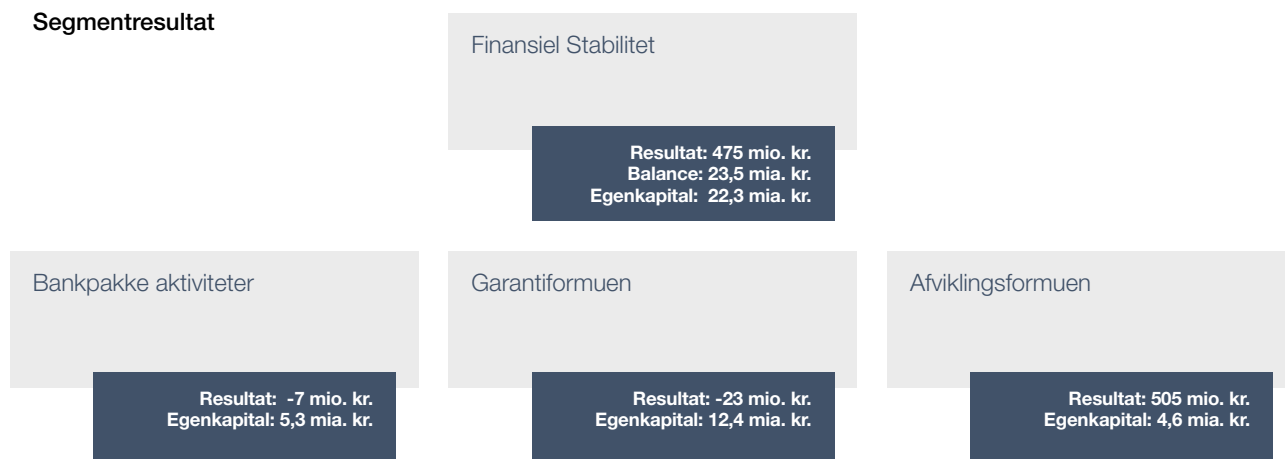 Segmentresultat
Finansiel Stabilitet
Resultat: 475 mio. kr.
Balance: 23,5 mia. kr.
Egenkapital: 22,3 mia. kr.
Bankpakke aktiviteter
Resultat: -7 mio. kr.
Egenkapital: 5,3 mia. kr.
Garantiformuen
Resultat: -23 mio. kr.
Egenkapital: 12,4 mia. kr.
Afviklingsformuen
Resultat: 505 mio. kr.
Egenkapital: 4,6 mia. kr.